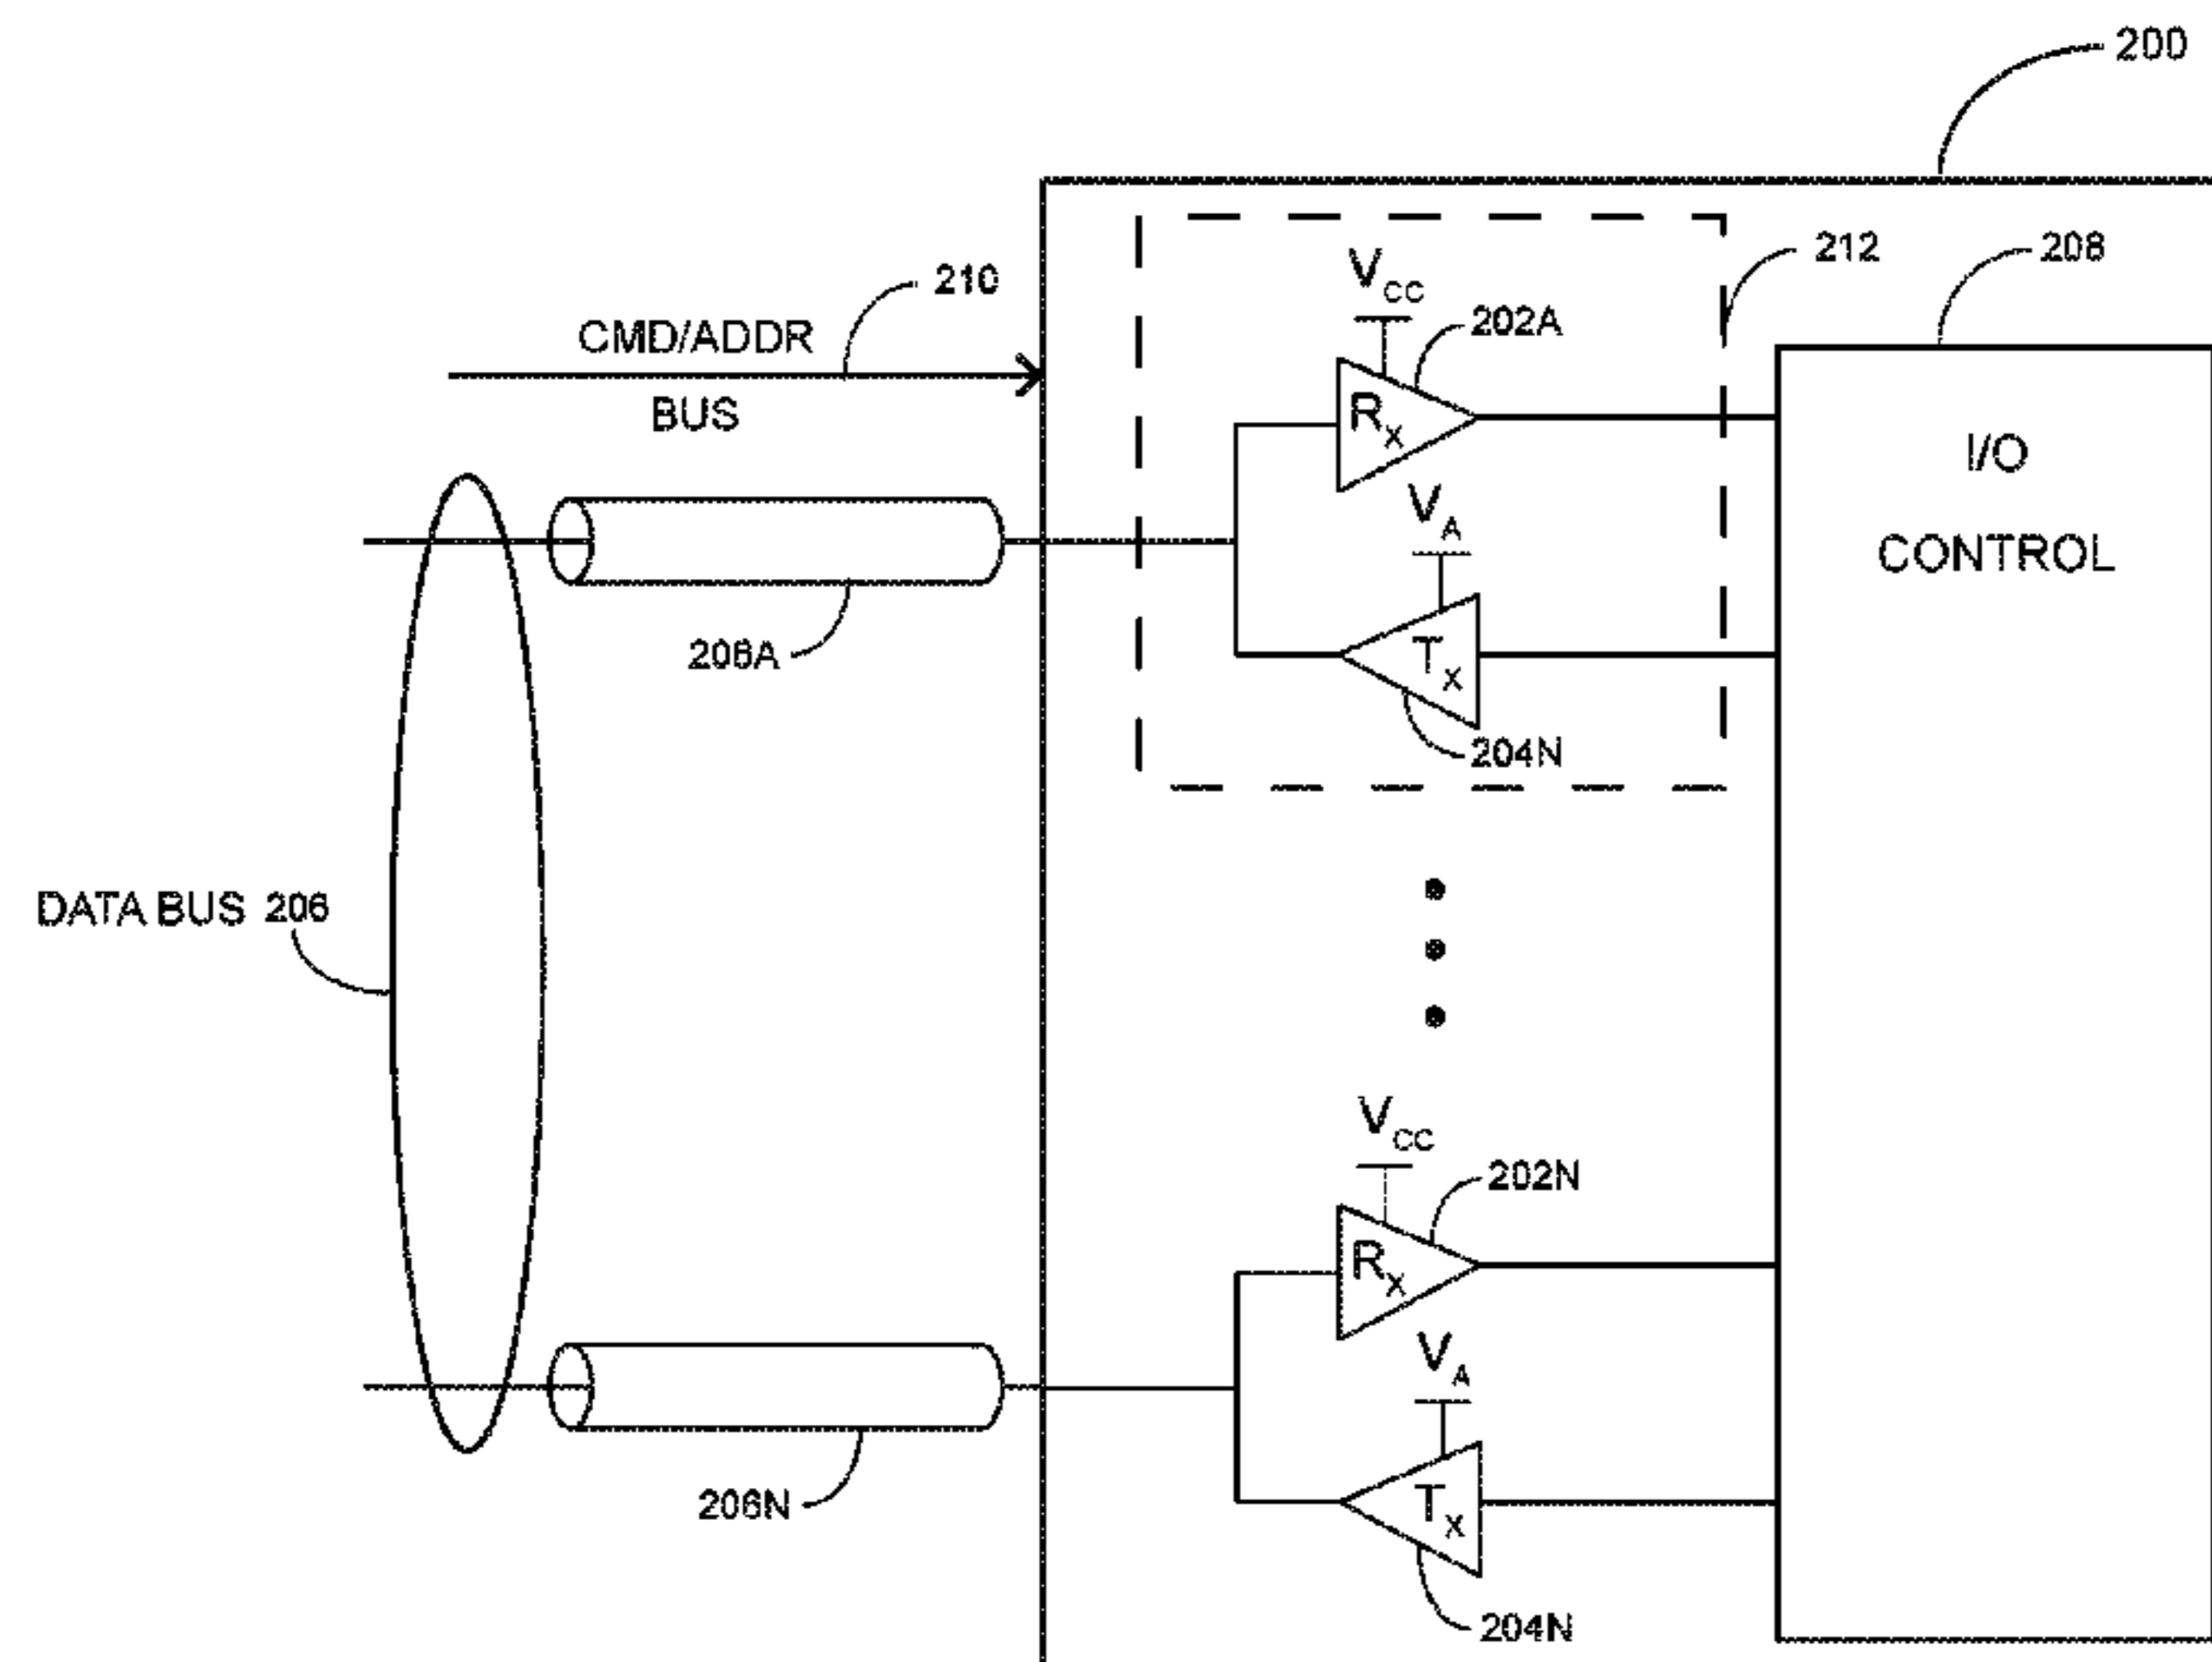 200
212
208
210
CMD/ADDR
BUS
VCC
202A
RX
I/O
CONTROL
VA
TX
204N
206A
DATA BUS 206
VCC
202N
RX
VA
TX
204N
206N